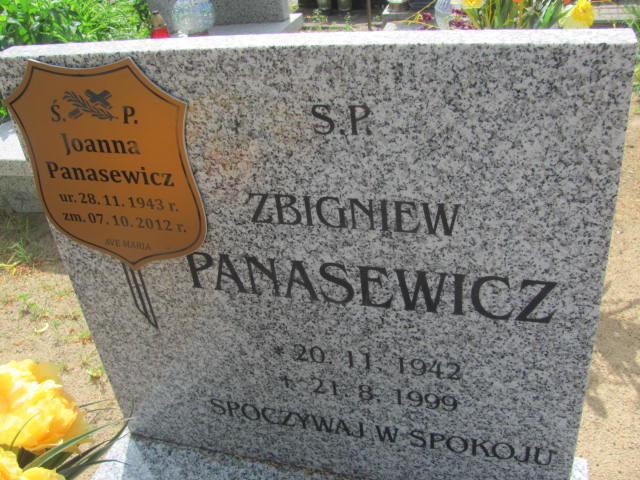 Ś. P.
Joanna
Panasewicz
ur. 28.11.1943 r.
zm. 07.10.2012 r.
AVE MARIA
S.P.
ZBIGNIEW
PANASEWICZ
* 20. 11. 1942
+ 21. 8. 1999
SPOCZYWAJ W SPOKOJU